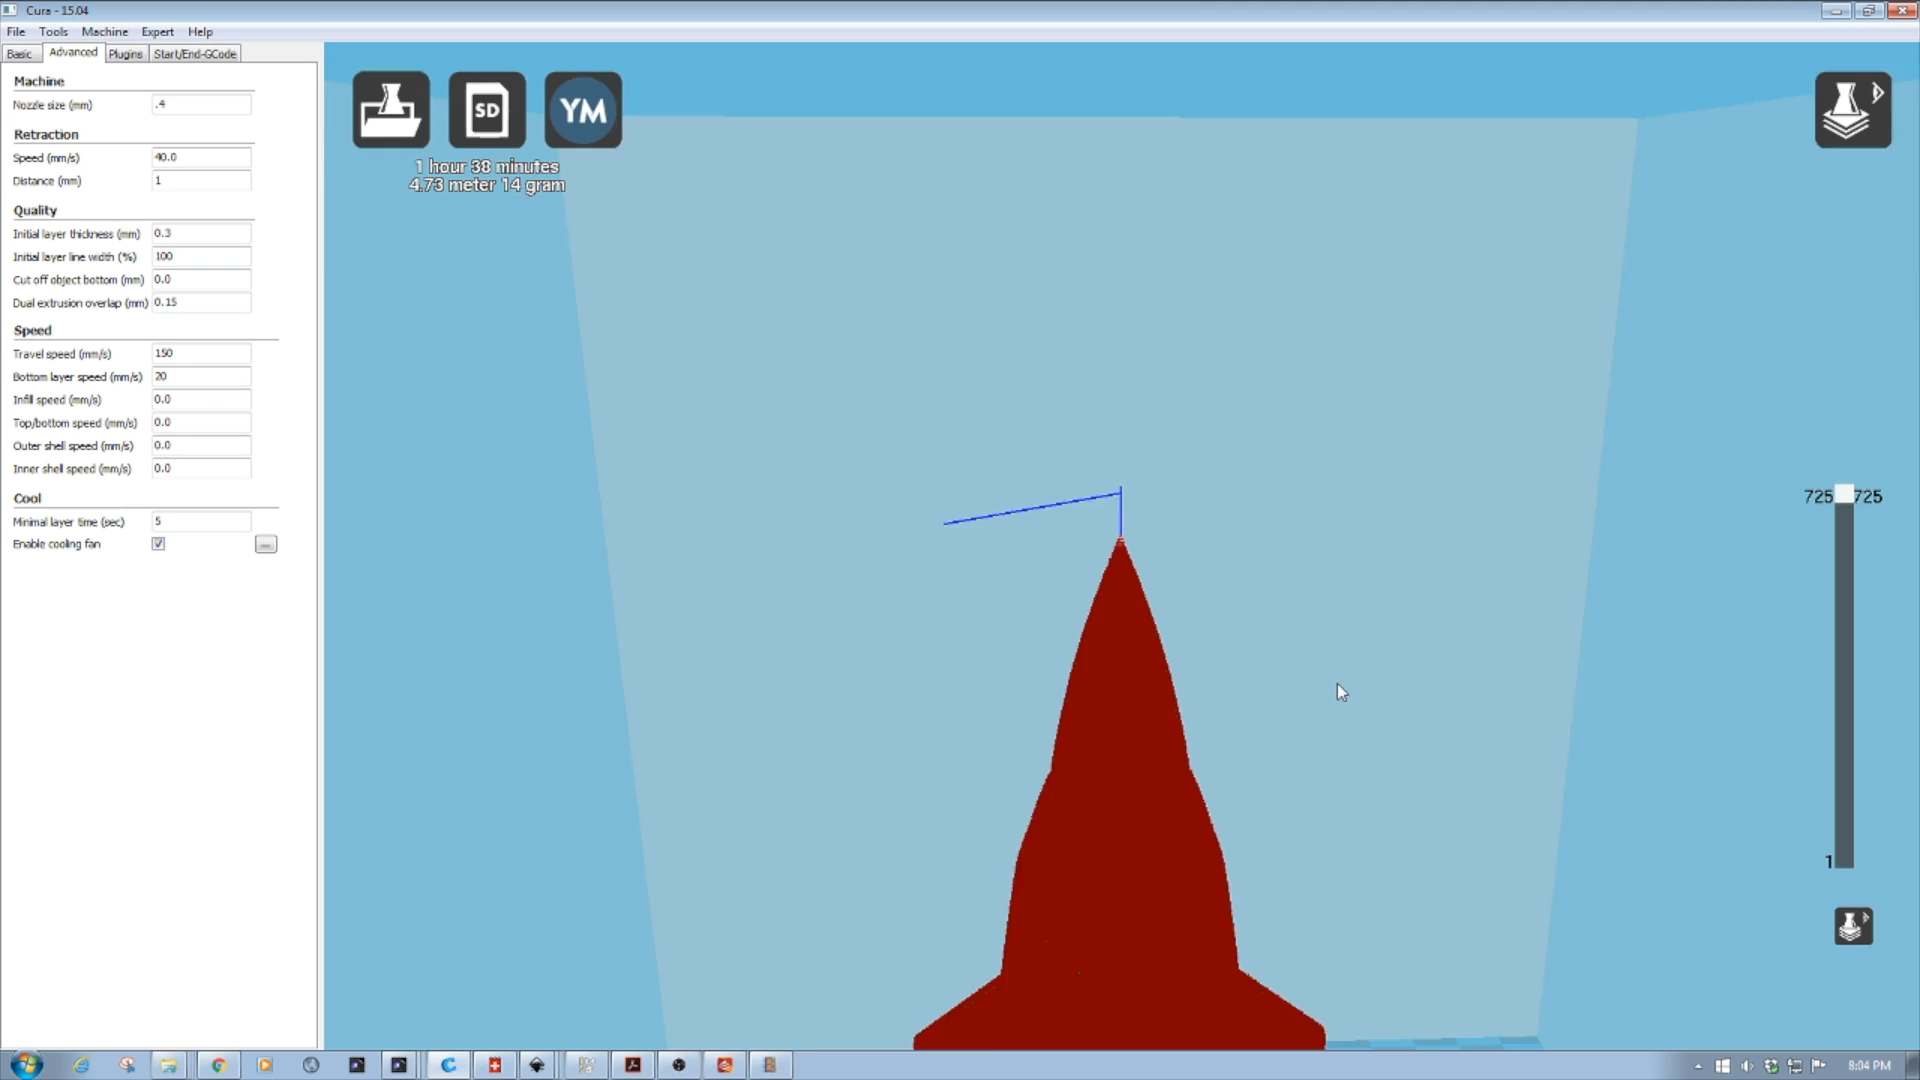 Cura - 15.04
File Tools Machine Expert Help
Basic Advanced Plugins Start/End-GCode
Machine
Nozzle size (mm) .4
Retraction
Speed (mm/s) 40.0
Distance (mm) 1
Quality
Initial layer thickness (mm) 0.3
Initial layer line width (%) 100
Cut off object bottom (mm) 0.0
Dual extrusion overlap (mm) 0.15
Speed
Travel speed (mm/s) 150
Bottom layer speed (mm/s) 20
Infill speed (mm/s) 0.0
Top/bottom speed (mm/s) 0.0
Outer shell speed (mm/s) 0.0
Inner shell speed (mm/s) 0.0
Cool
Minimal layer time (sec) 5
Enable cooling fan
...
SD
YM
1 hour 38 minutes
4.73 meter 14 gram
725 725
1
8:04 PM